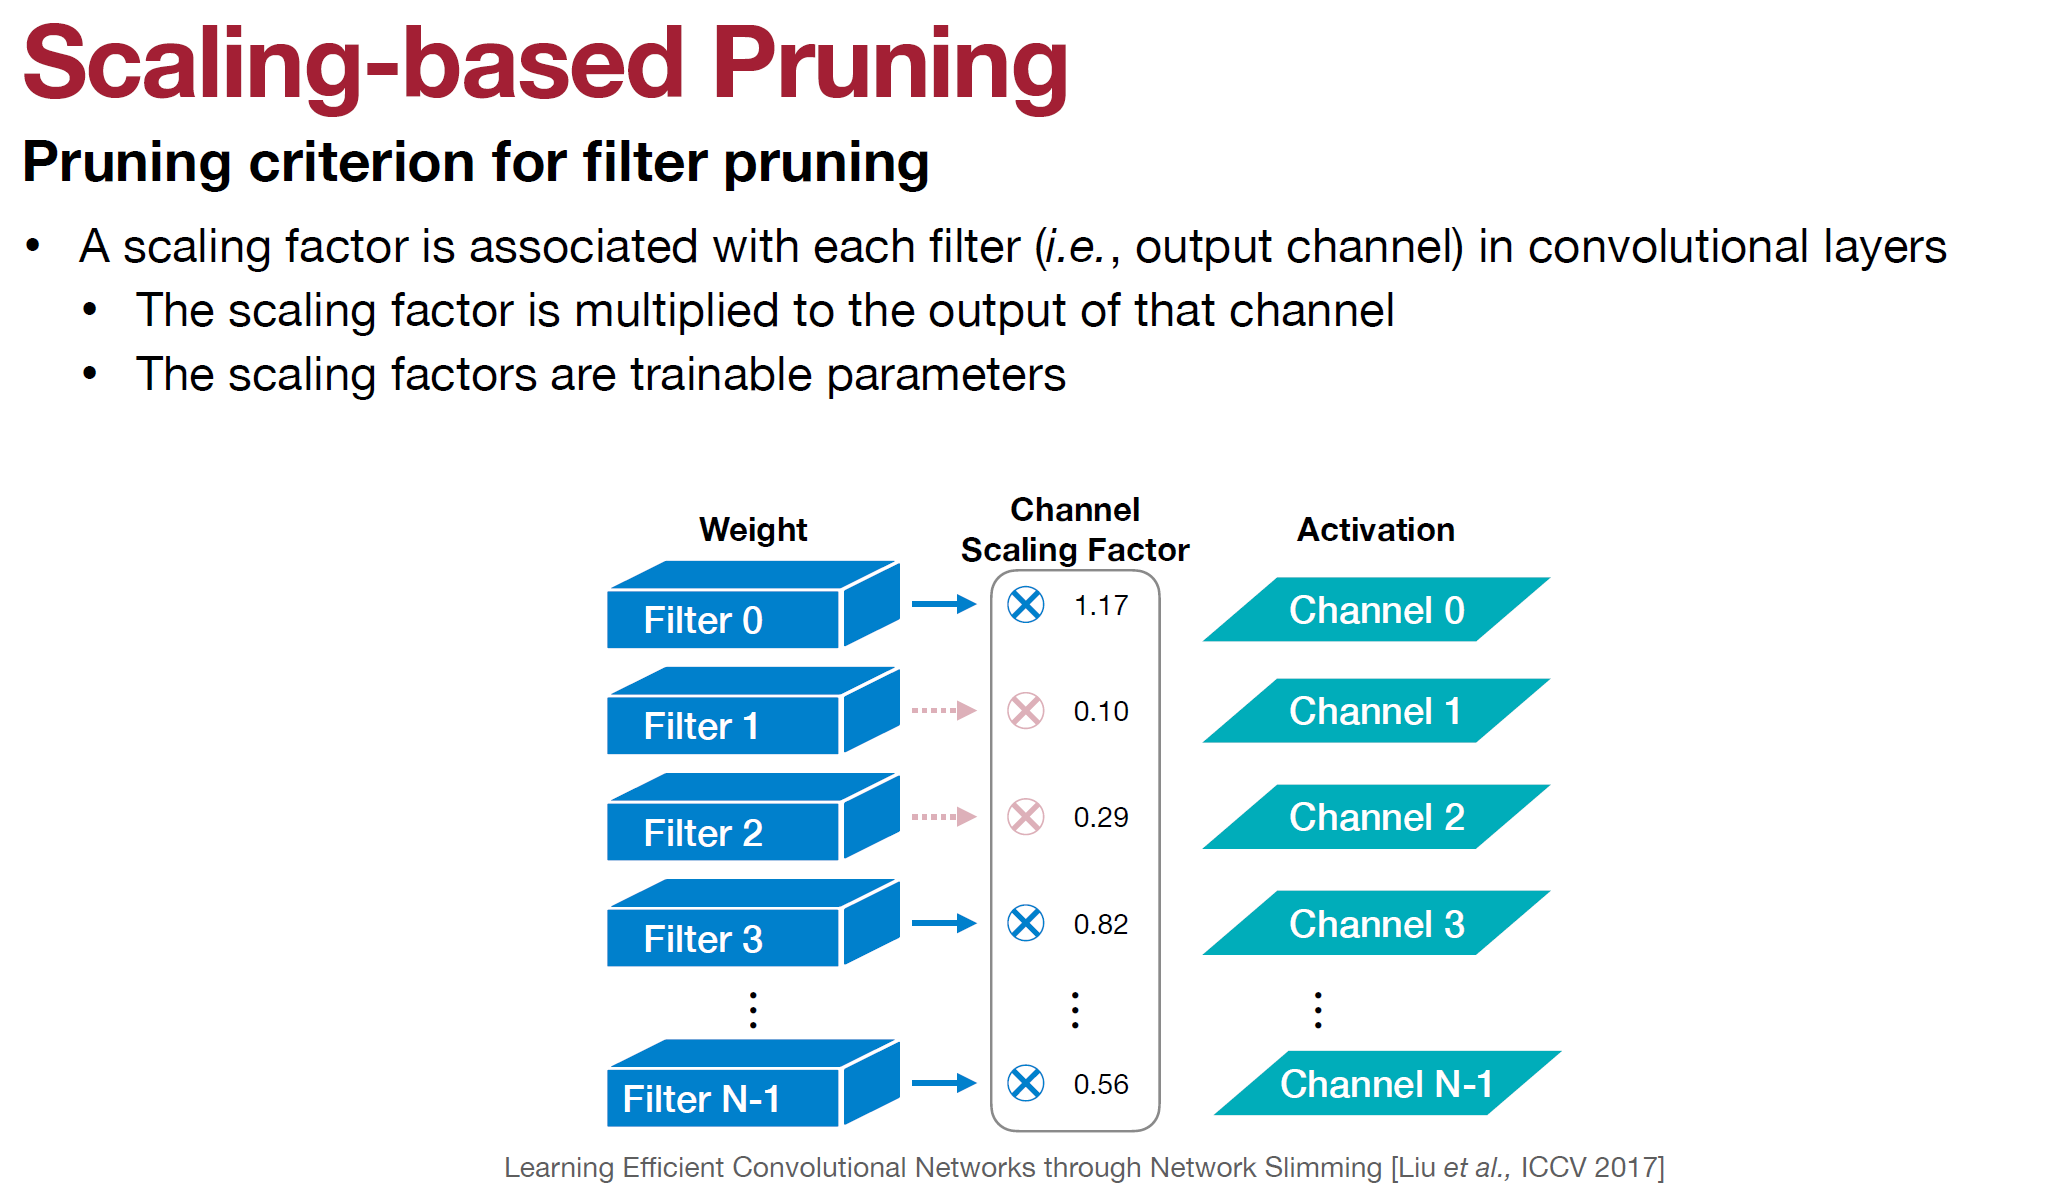 Scaling-based Pruning
Pruning criterion for filter pruning
• A scaling factor is associated with each filter (i.e., output channel) in convolutional layers
• The scaling factor is multiplied to the output of that channel
• The scaling factors are trainable parameters
Weight
Channel
Scaling Factor
Activation
Filter 0
1.17
Channel 0
Filter 1
0.10
Channel 1
Filter 2
0.29
Channel 2
Filter 3
0.82
Channel 3
Filter N-1
0.56
Channel N-1
Learning Efficient Convolutional Networks through Network Slimming [Liu et al., ICCV 2017]